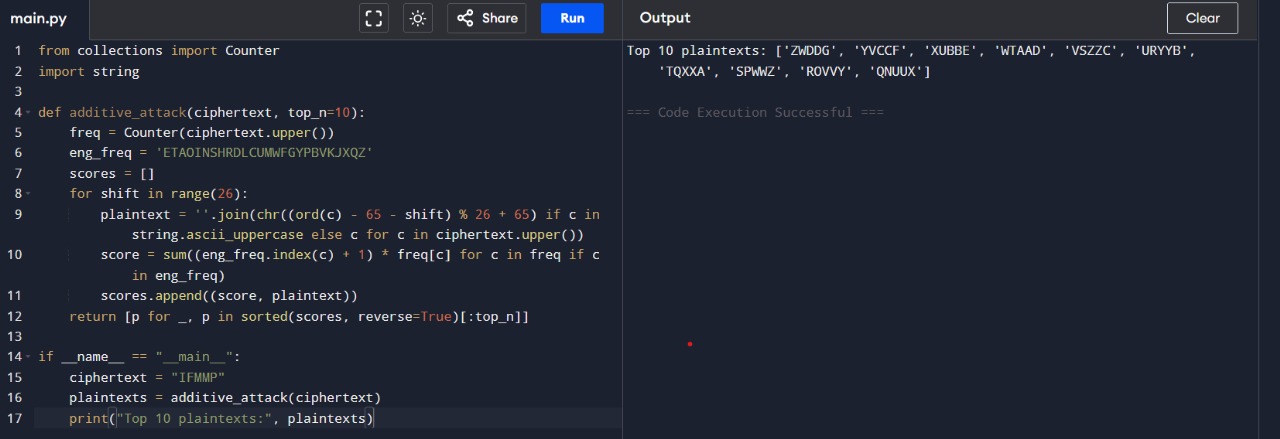 main.py
Share
Run
Output
Clear
1 from collections import Counter
2 import string
3
4 def additive_attack(ciphertext, top_n=10):
5     freq = Counter(ciphertext.upper())
6     eng_freq = 'ETAOINSHRDLCUMWFGYPBVKJXQZ'
7     scores = []
8     for shift in range(26):
9         plaintext = ''.join(chr((ord(c) - 65 - shift) % 26 + 65) if c in
            string.ascii_uppercase else c for c in ciphertext.upper())
10         score = sum((eng_freq.index(c) + 1) * freq[c] for c in freq if c
            in eng_freq)
11         scores.append((score, plaintext))
12     return [p for _, p in sorted(scores, reverse=True)[:top_n]]
13
14 if __name__ == "__main__":
15     ciphertext = "IFMMP"
16     plaintexts = additive_attack(ciphertext)
17     print("Top 10 plaintexts:", plaintexts)
Top 10 plaintexts: ['ZWDDG', 'YVCCF', 'XUBBE', 'WTAAD', 'VSZZC', 'URYYB',
    'TQXXA', 'SPWWZ', 'ROVVY', 'QNUUX']
=== Code Execution Successful ===